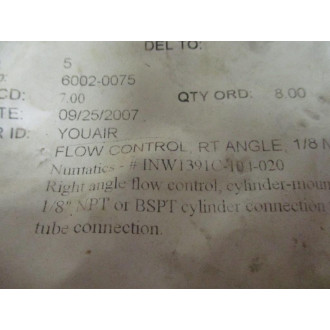 DEL TO:
5
6002-0075
CD: 7.00 QTY ORD: 8.00
TE: 09/25/2007
R ID: YOUAIR
FLOW CONTROL, RT ANGLE, 1/8 M
Numatics - # INW1391C-104-020
Right angle flow control, cylinder-moun
1/8" NPT or BSPT cylinder connection
tube connection.